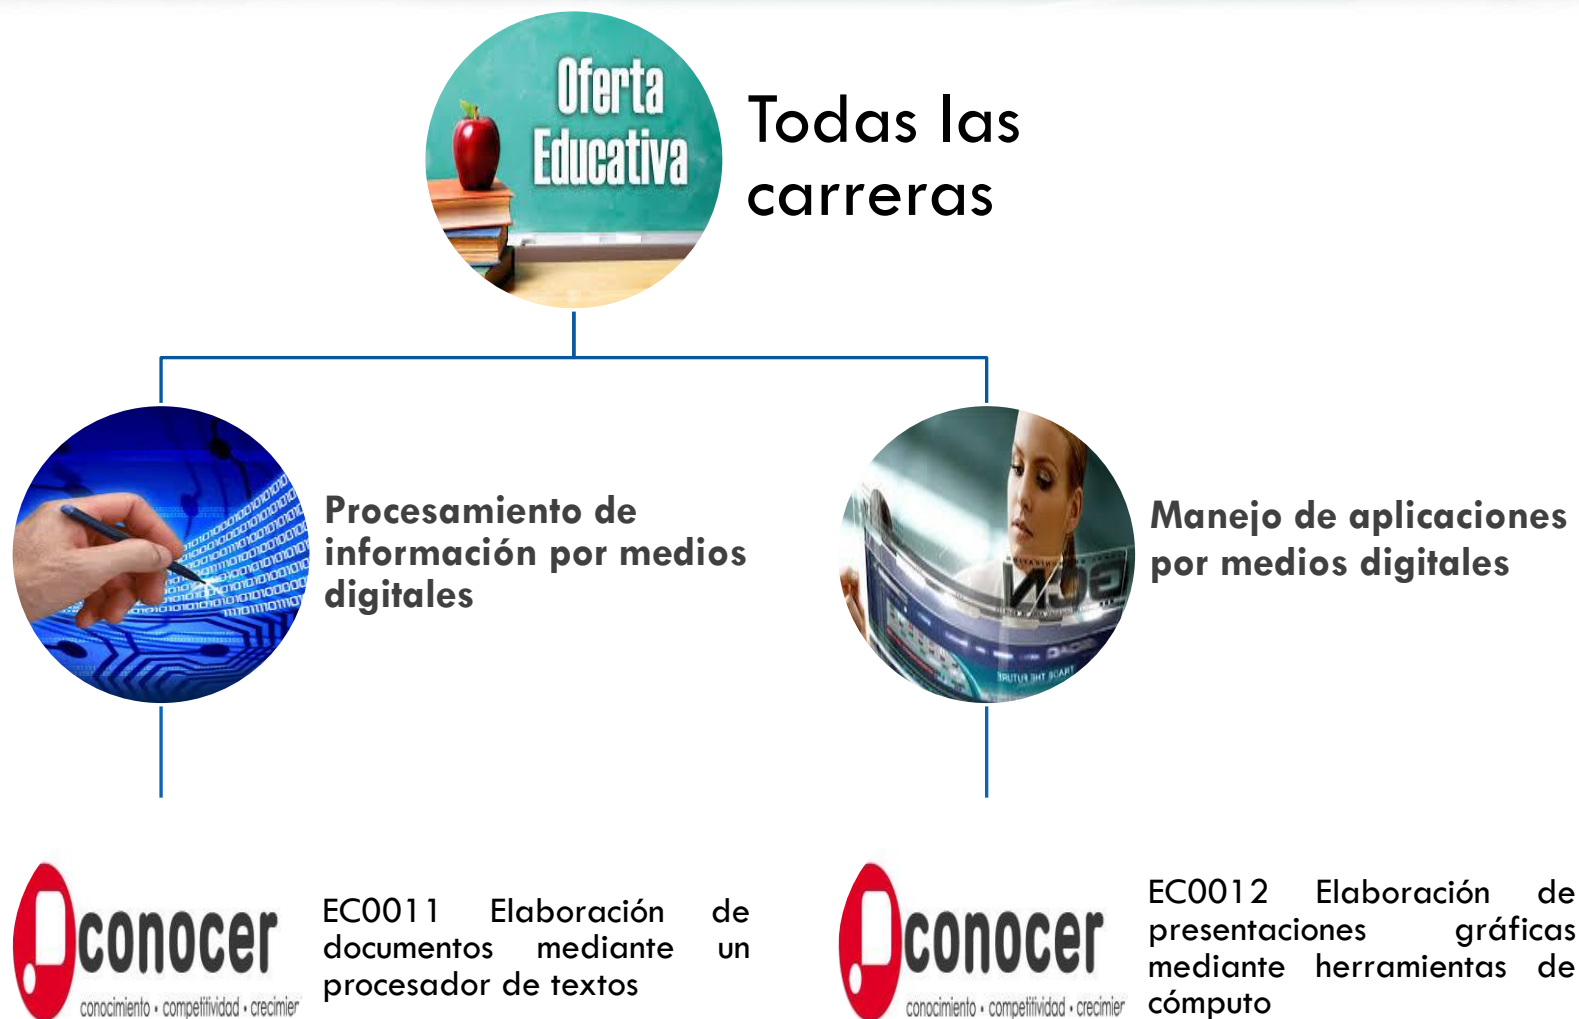 Oferta
Educativa
Todas las
carreras
Procesamiento de
información por medios
digitales
Manejo de aplicaciones
por medios digitales
conocer
conocimiento • competitividad • crecimier
EC0011 Elaboración de
documentos mediante un
procesador de textos
conocer
conocimiento • competitividad • crecimier
EC0012 Elaboración de
presentaciones gráficas
mediante herramientas de
cómputo